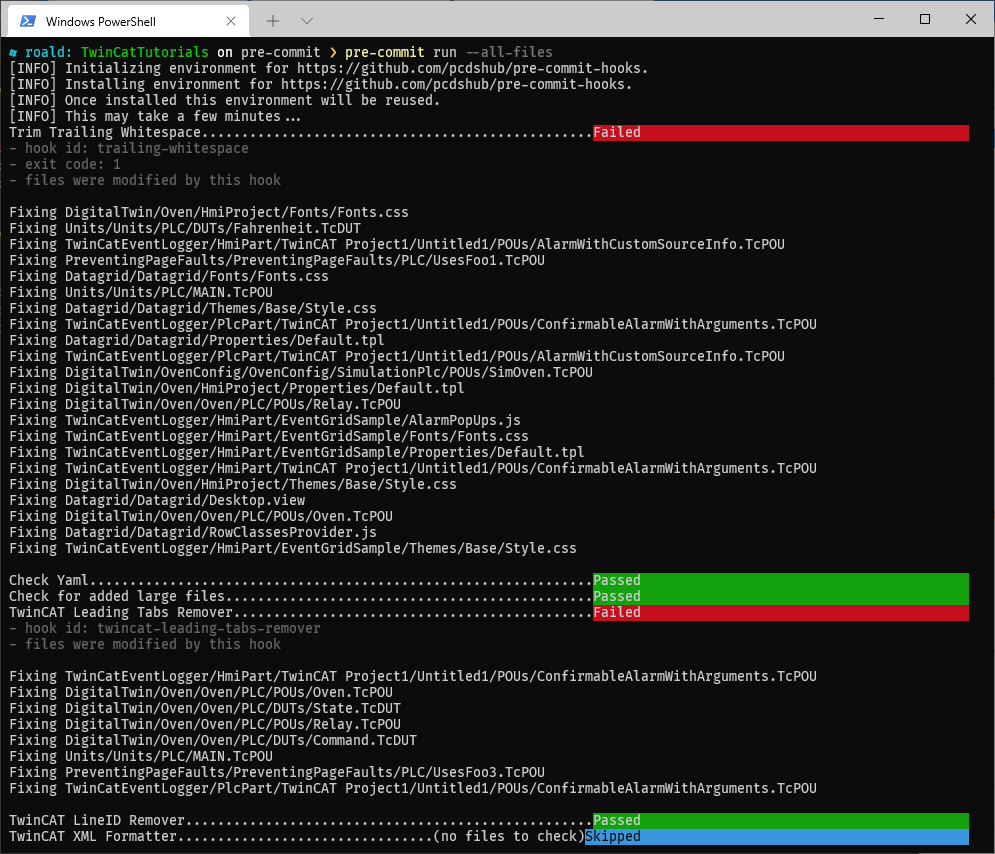 Windows PowerShell
roald: TwinCatTutorials on pre-commit ❯ pre-commit run --all-files
[INFO] Initializing environment for https://github.com/pcdshub/pre-commit-hooks.
[INFO] Installing environment for https://github.com/pcdshub/pre-commit-hooks.
[INFO] Once installed this environment will be reused.
[INFO] This may take a few minutes...
Trim Trailing Whitespace.................................................Failed
- hook id: trailing-whitespace
- exit code: 1
- files were modified by this hook
Fixing DigitalTwin/Oven/HmiProject/Fonts/Fonts.css
Fixing Units/Units/PLC/DUTs/Fahrenheit.TcDUT
Fixing TwinCatEventLogger/HmiPart/TwinCAT Project1/Untitled1/POUs/AlarmWithCustomSourceInfo.TcPOU
Fixing PreventingPageFaults/PreventingPageFaults/PLC/UsesFoo1.TcPOU
Fixing Datagrid/Datagrid/Fonts/Fonts.css
Fixing Units/Units/PLC/MAIN.TcPOU
Fixing Datagrid/Datagrid/Themes/Base/Style.css
Fixing TwinCatEventLogger/PlcPart/TwinCAT Project1/Untitled1/POUs/ConfirmableAlarmWithArguments.TcPOU
Fixing Datagrid/Datagrid/Properties/Default.tpl
Fixing TwinCatEventLogger/PlcPart/TwinCAT Project1/Untitled1/POUs/AlarmWithCustomSourceInfo.TcPOU
Fixing DigitalTwin/OvenConfig/OvenConfig/SimulationPlc/POUs/SimOven.TcPOU
Fixing DigitalTwin/Oven/HmiProject/Properties/Default.tpl
Fixing DigitalTwin/Oven/Oven/PLC/POUs/Relay.TcPOU
Fixing TwinCatEventLogger/HmiPart/EventGridSample/AlarmPopUps.js
Fixing TwinCatEventLogger/HmiPart/EventGridSample/Fonts/Fonts.css
Fixing TwinCatEventLogger/HmiPart/EventGridSample/Properties/Default.tpl
Fixing TwinCatEventLogger/HmiPart/TwinCAT Project1/Untitled1/POUs/ConfirmableAlarmWithArguments.TcPOU
Fixing DigitalTwin/Oven/HmiProject/Themes/Base/Style.css
Fixing Datagrid/Datagrid/Desktop.view
Fixing DigitalTwin/Oven/Oven/PLC/POUs/Oven.TcPOU
Fixing Datagrid/Datagrid/RowClassesProvider.js
Fixing TwinCatEventLogger/HmiPart/EventGridSample/Themes/Base/Style.css
Check Yaml...............................................................Passed
Check for added large files..............................................Passed
TwinCAT Leading Tabs Remover.............................................Failed
- hook id: twincat-leading-tabs-remover
- files were modified by this hook
Fixing TwinCatEventLogger/HmiPart/TwinCAT Project1/Untitled1/POUs/ConfirmableAlarmWithArguments.TcPOU
Fixing DigitalTwin/Oven/Oven/PLC/POUs/Oven.TcPOU
Fixing DigitalTwin/Oven/Oven/PLC/DUTs/State.TcDUT
Fixing DigitalTwin/Oven/Oven/PLC/POUs/Relay.TcPOU
Fixing DigitalTwin/Oven/Oven/PLC/DUTs/Command.TcDUT
Fixing Units/Units/PLC/MAIN.TcPOU
Fixing PreventingPageFaults/PreventingPageFaults/PLC/UsesFoo3.TcPOU
Fixing TwinCatEventLogger/PlcPart/TwinCAT Project1/Untitled1/POUs/ConfirmableAlarmWithArguments.TcPOU
TwinCAT LineID Remover...................................................Passed
TwinCAT XML Formatter................................(no files to check)Skipped